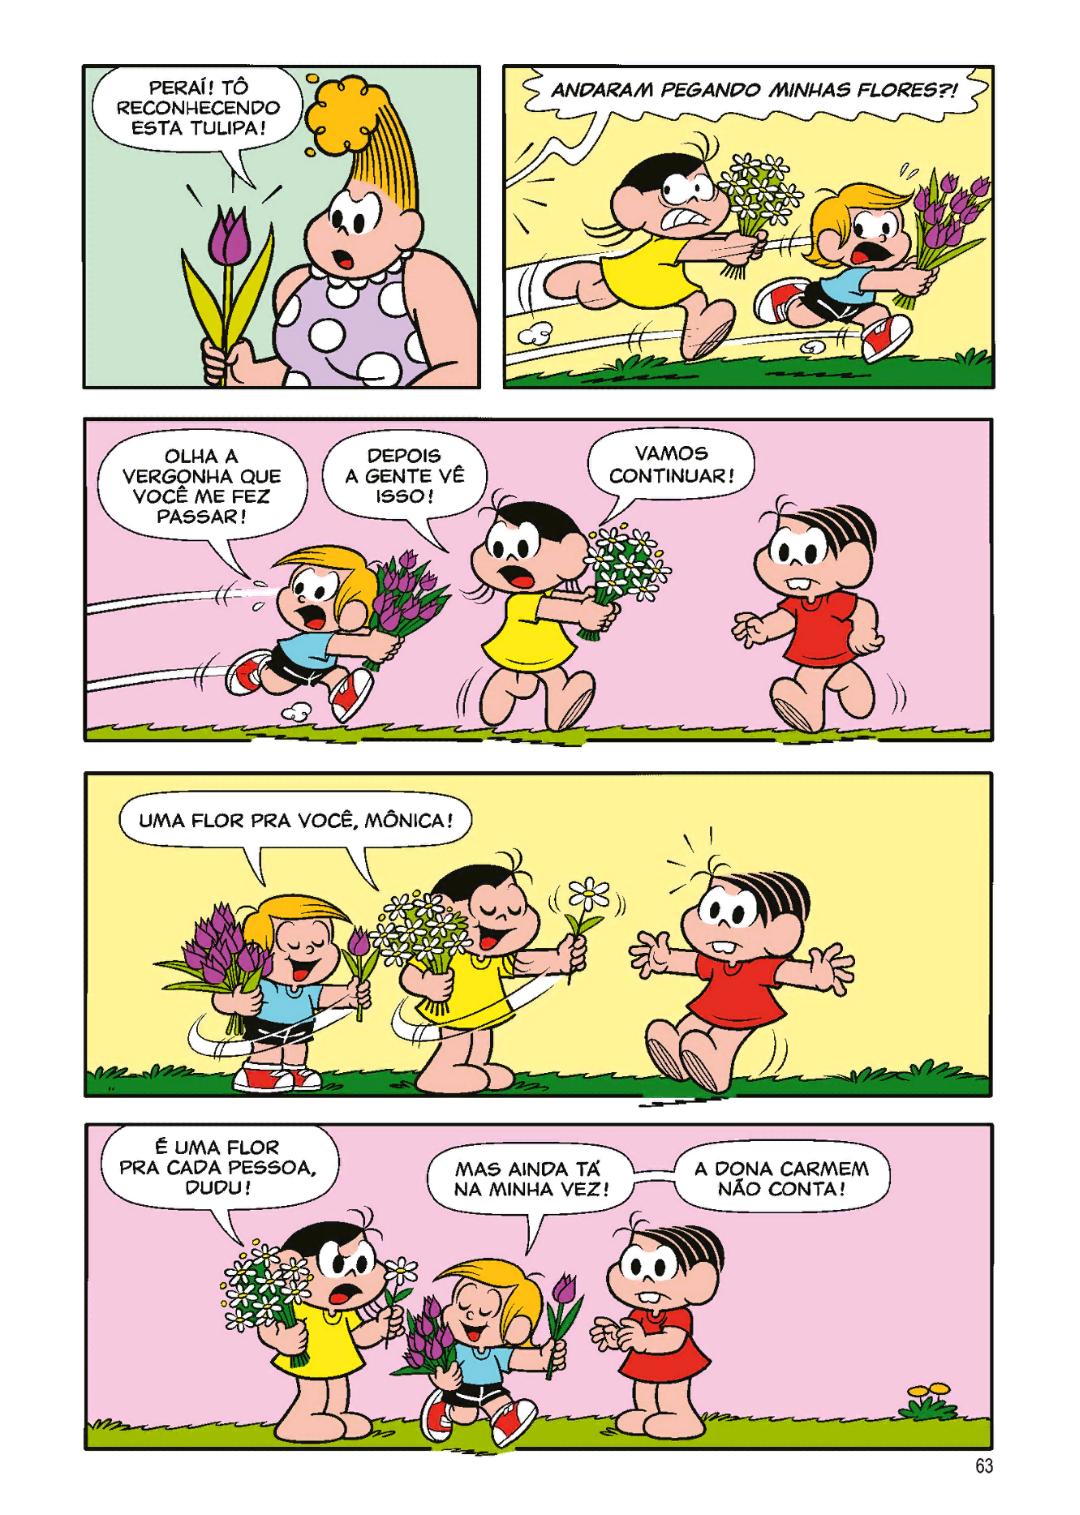 PERAÍ! TÔ
RECONHECENDO
ESTA TULIPA!
ANDARAM PEGANDO MINHAS FLORES?!
OLHA A
VERGONHA QUE
VOCÊ ME FEZ
PASSAR!
DEPOIS
A GENTE VÊ
ISSO!
VAMOS
CONTINUAR!
UMA FLOR PRA VOCÊ, MÔNICA!
É UMA FLOR
PRA CADA PESSOA,
DUDU!
MAS AINDA TÁ
NA MINHA VEZ!
A DONA CARMEM
NÃO CONTA!
63